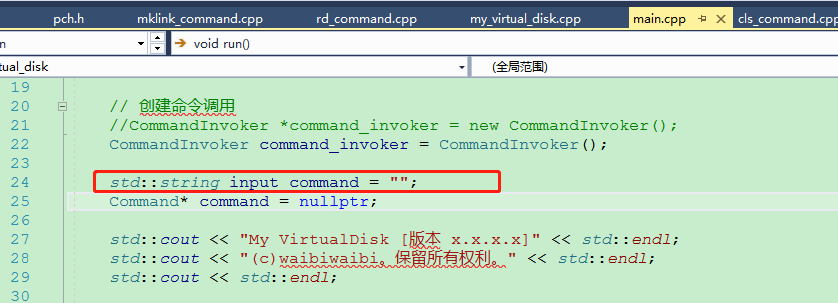 pch.h mklink_command.cpp rd_command.cpp my_virtual_disk.cpp main.cpp cls_command.cpp
n void run()
tual_disk (全局范围)
19
20 // 创建命令调用
21 //CommandInvoker *command_invoker = new CommandInvoker();
22 CommandInvoker command_invoker = CommandInvoker();
23
24 std::string input command = "";
25 Command* command = nullptr;
26
27 std::cout << "My VirtualDisk [版本 x.x.x.x]" << std::endl;
28 std::cout << "(c)waibiwaibi。保留所有权利。" << std::endl;
29 std::cout << std::endl;